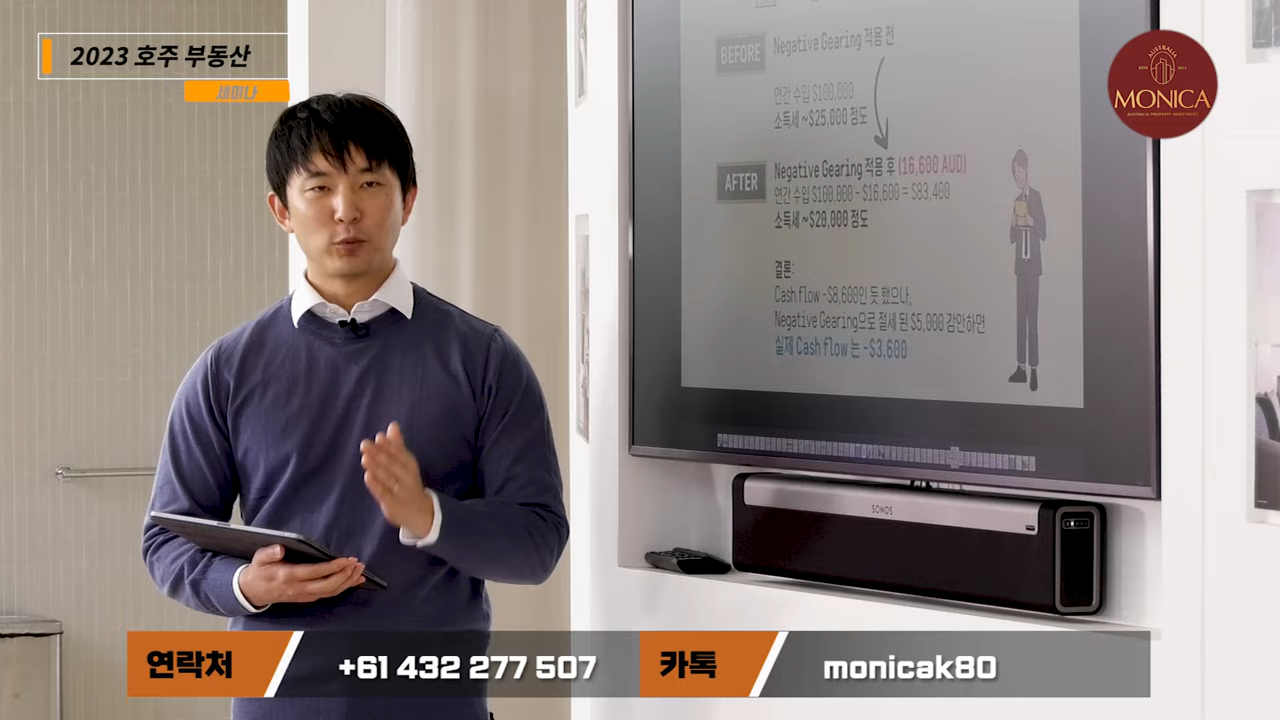 2023 호주 부동산
세미나
AUSTRALIA
MONICA
AUSTRALIA PROPERTY INVESTMENT
BEFORE
Negative Gearing 적용 전
연간 수입 $100,000
소득세 ~$25,000 정도
AFTER
Negative Gearing 적용 후 (16,600 AUD)
연간 수입 $100,000 - $16,600 = $83,400
소득세 ~$20,000 정도
결론:
Cash flow -$8,600인 듯 했으나,
Negative Gearing으로 절세 된 $5,000 감안하면
실제 Cash flow 는 -$3,600
SONOS
연락처
+61 432 277 507
카톡
monicak80